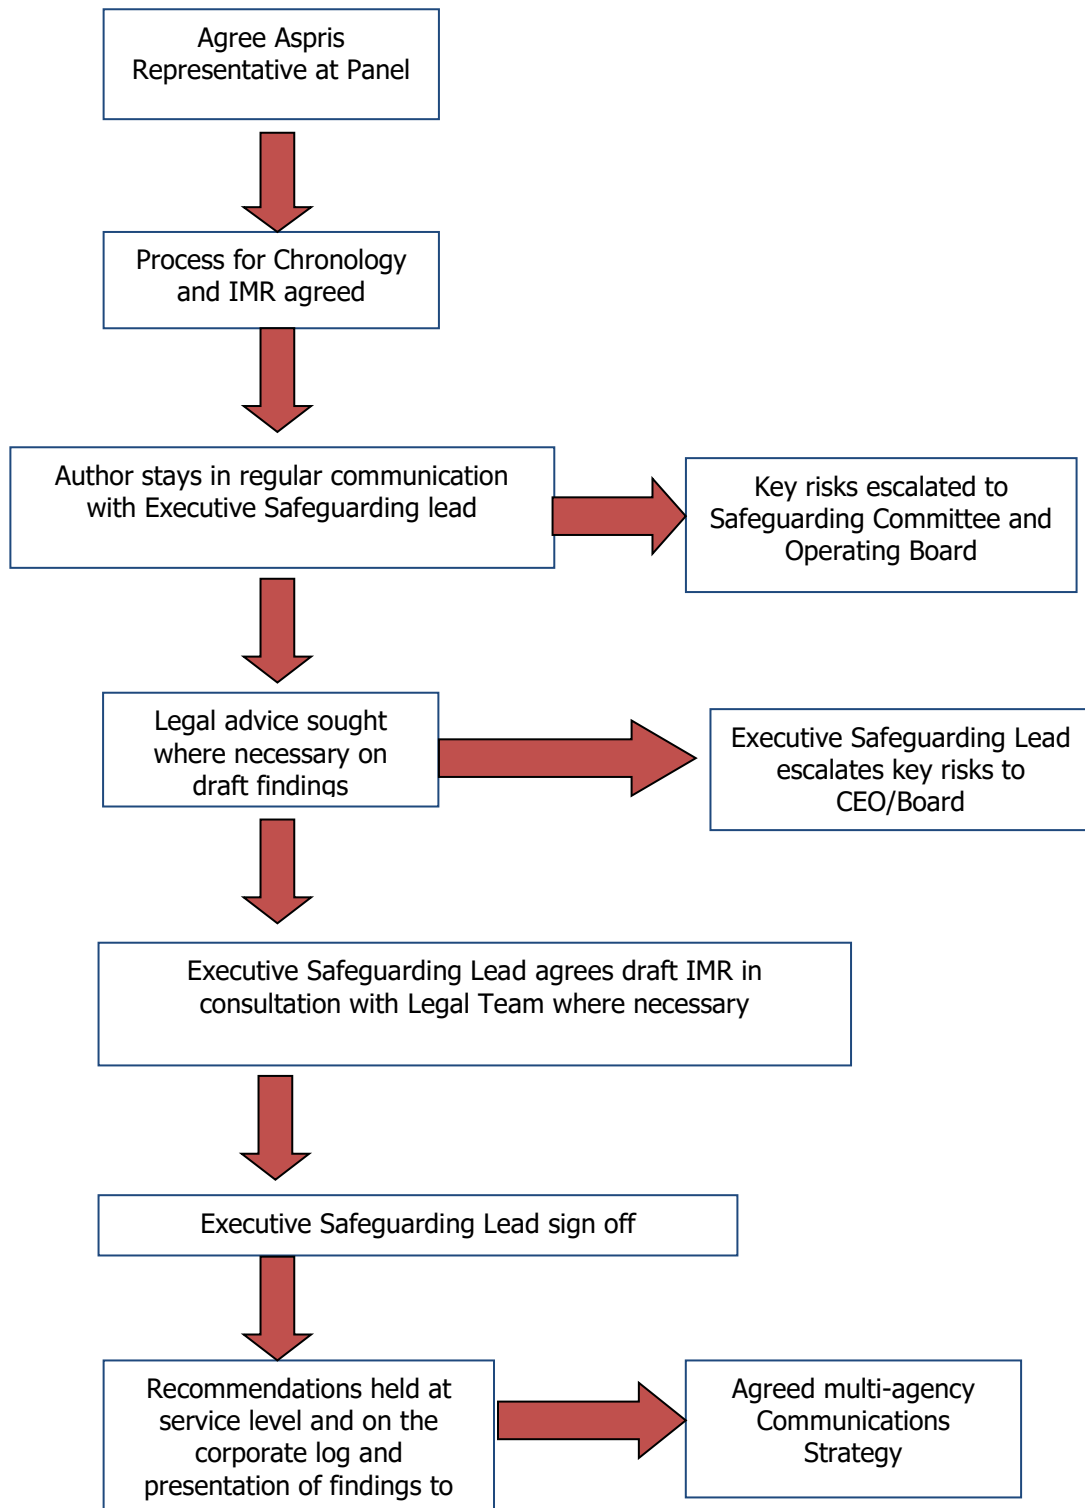 Agree Aspris
Representative at Panel
Process for Chronology
and IMR agreed
Author stays in regular communication
with Executive Safeguarding lead
Key risks escalated to
Safeguarding Committee and
Operating Board
Legal advice sought
where necessary on
draft findings
Executive Safeguarding Lead
escalates key risks to
CEO/Board
Executive Safeguarding Lead agrees draft IMR in
consultation with Legal Team where necessary
Executive Safeguarding Lead sign off
Recommendations held at
service level and on the
corporate log and
presentation of findings to
Agreed multi-agency
Communications
Strategy